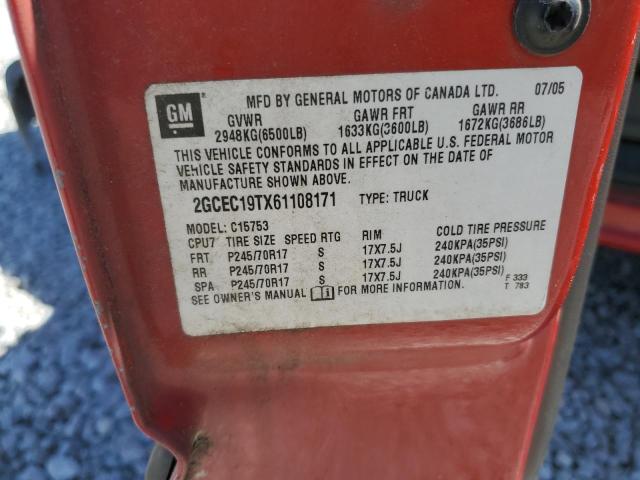 GM
MFD BY GENERAL MOTORS OF CANADA LTD. 07/05
GVWR GAWR FRT GAWR RR
2948KG(6500LB) 1633KG(3600LB) 1672KG(3686LB)
THIS VEHICLE CONFORMS TO ALL APPLICABLE U.S. FEDERAL MOTOR
VEHICLE SAFETY STANDARDS IN EFFECT ON THE DATE OF
MANUFACTURE SHOWN ABOVE.
2GCEC19TX61108171 TYPE: TRUCK
MODEL: C15753
CPU7 TIRE SIZE SPEED RTG RIM COLD TIRE PRESSURE
FRT P245/70R17 S 17X7.5J 240KPA(35PSI)
RR P245/70R17 S 17X7.5J 240KPA(35PSI)
SPA P245/70R17 S 17X7.5J 240KPA(35PSI)
SEE OWNER'S MANUAL FOR MORE INFORMATION.
F 333
T 783